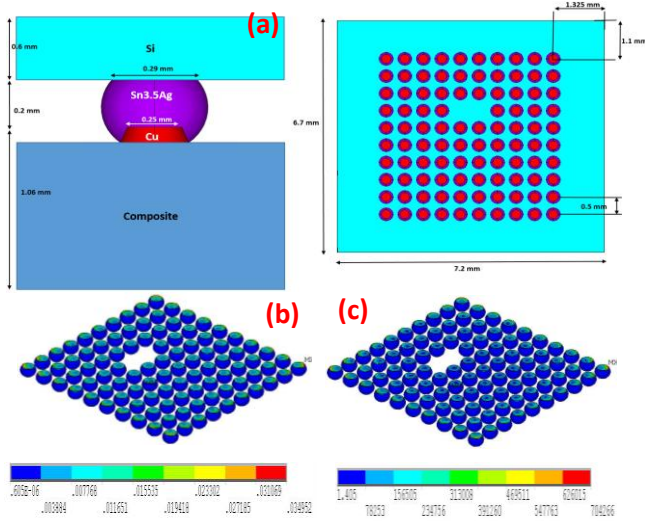 (a)
0.6 mm
Si
0.29 mm
0.2 mm
Sn3.5Ag
0.25 mm
Cu
1.06 mm
Composite
1.325 mm
1.1 mm
6.7 mm
0.5 mm
7.2 mm
(b)
(c)
.007766 .015535 .023302 .031069
.003884 .011651 .019418 .027185 .034952
1.405 156505 313008 469511 626015
78253 234756 391260 547763 704266